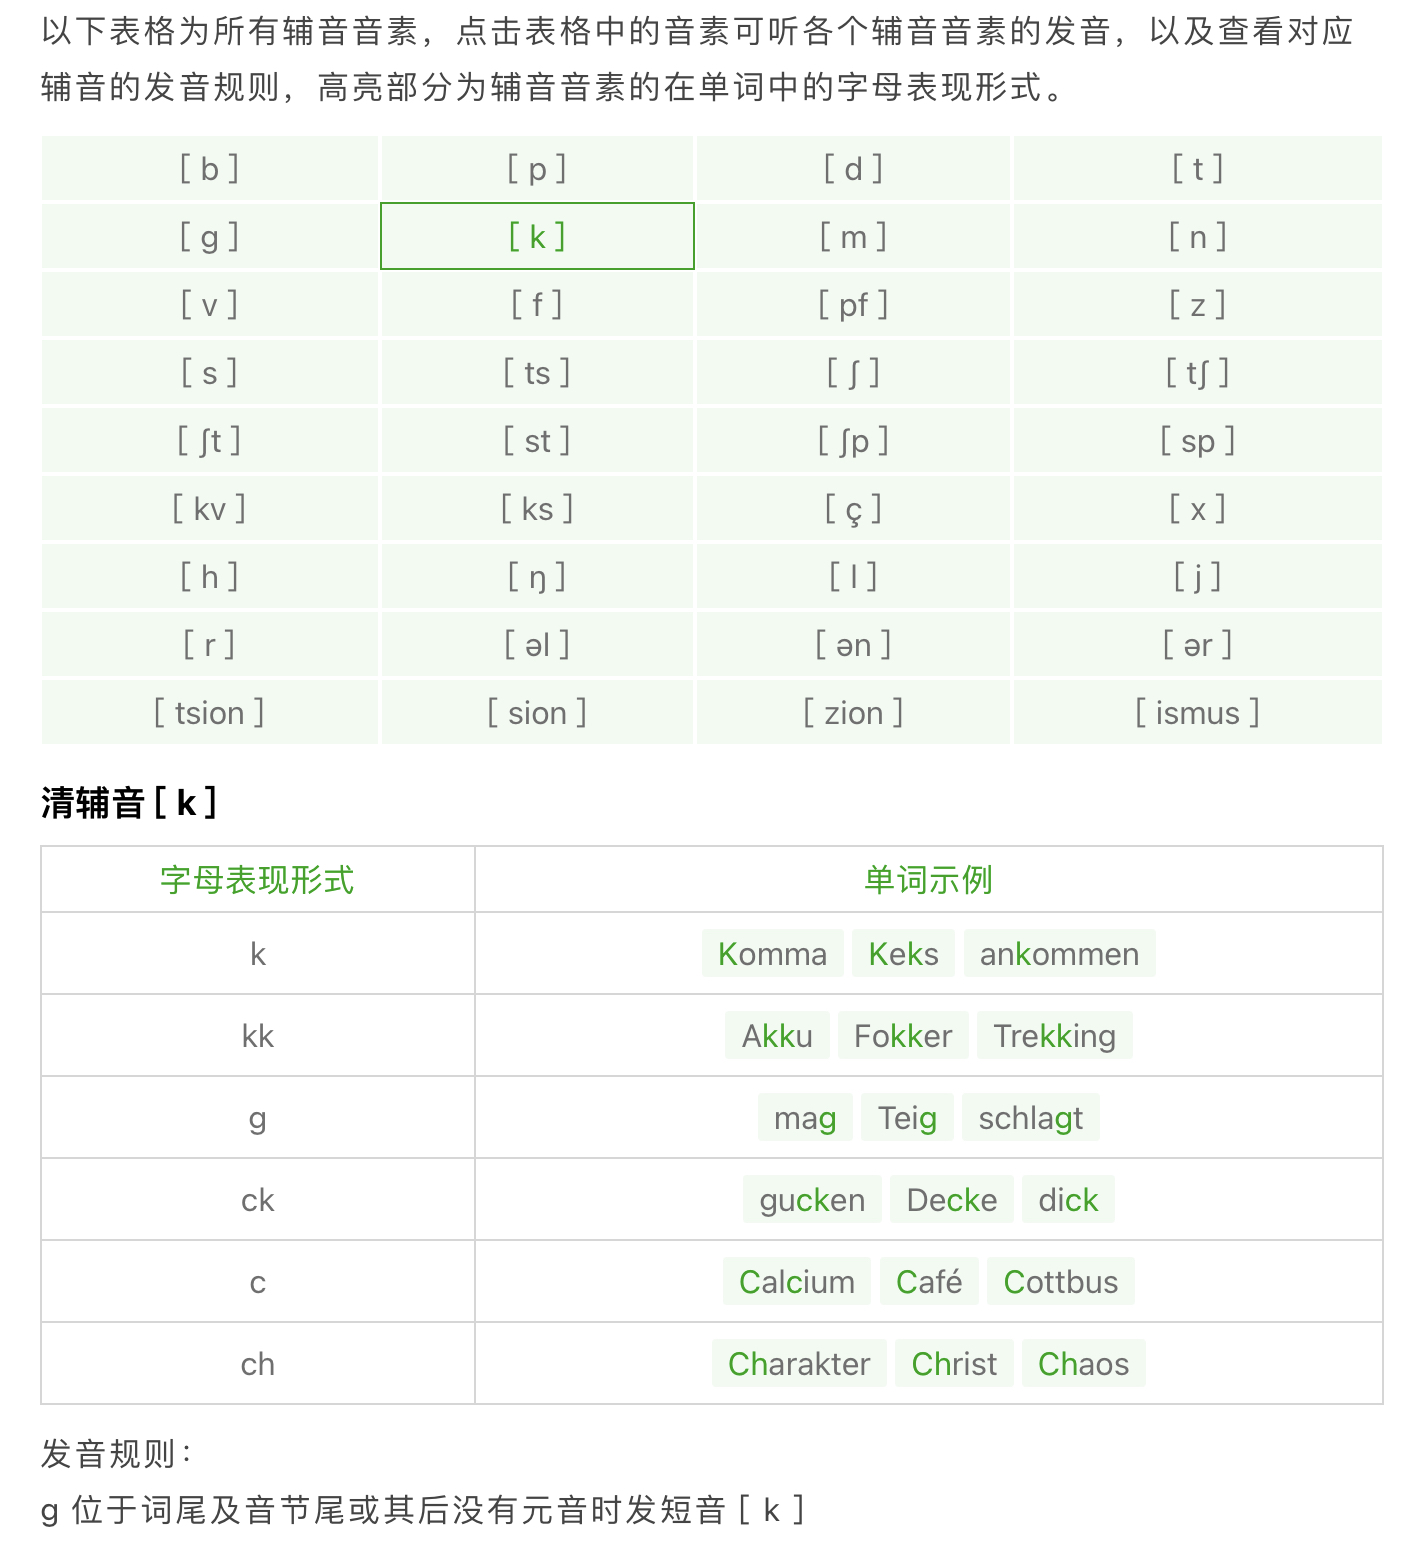 以下表格为所有辅音音素，点击表格中的音素可听各个辅音音素的发音，以及查看对应
辅音的发音规则，高亮部分为辅音音素的在单词中的字母表现形式。
[ b ] [ p ] [ d ] [ t ]
[ g ] [ k ] [ m ] [ n ]
[ v ] [ f ] [ pf ] [ z ]
[ s ] [ ts ] [ ʃ ] [ tʃ ]
[ ʃt ] [ st ] [ ʃp ] [ sp ]
[ kv ] [ ks ] [ ç ] [ x ]
[ h ] [ ŋ ] [ l ] [ j ]
[ r ] [ əl ] [ ən ] [ ər ]
[ tsion ] [ sion ] [ zion ] [ ismus ]
清辅音 [ k ]
字母表现形式 单词示例
k Komma Keks ankommen
kk Akku Fokker Trekking
g mag Teig schlagt
ck gucken Decke dick
c Calcium Café Cottbus
ch Charakter Christ Chaos
发音规则：
g 位于词尾及音节尾或其后没有元音时发短音 [ k ]